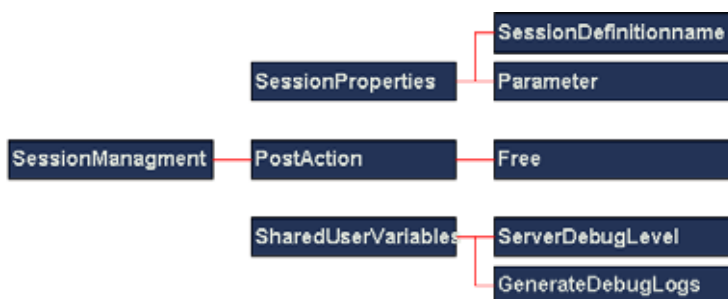 SessionDefinitionname
SessionProperties
Parameter
SessionManagment
PostAction
Free
SharedUserVariables
ServerDebugLevel
GenerateDebugLogs